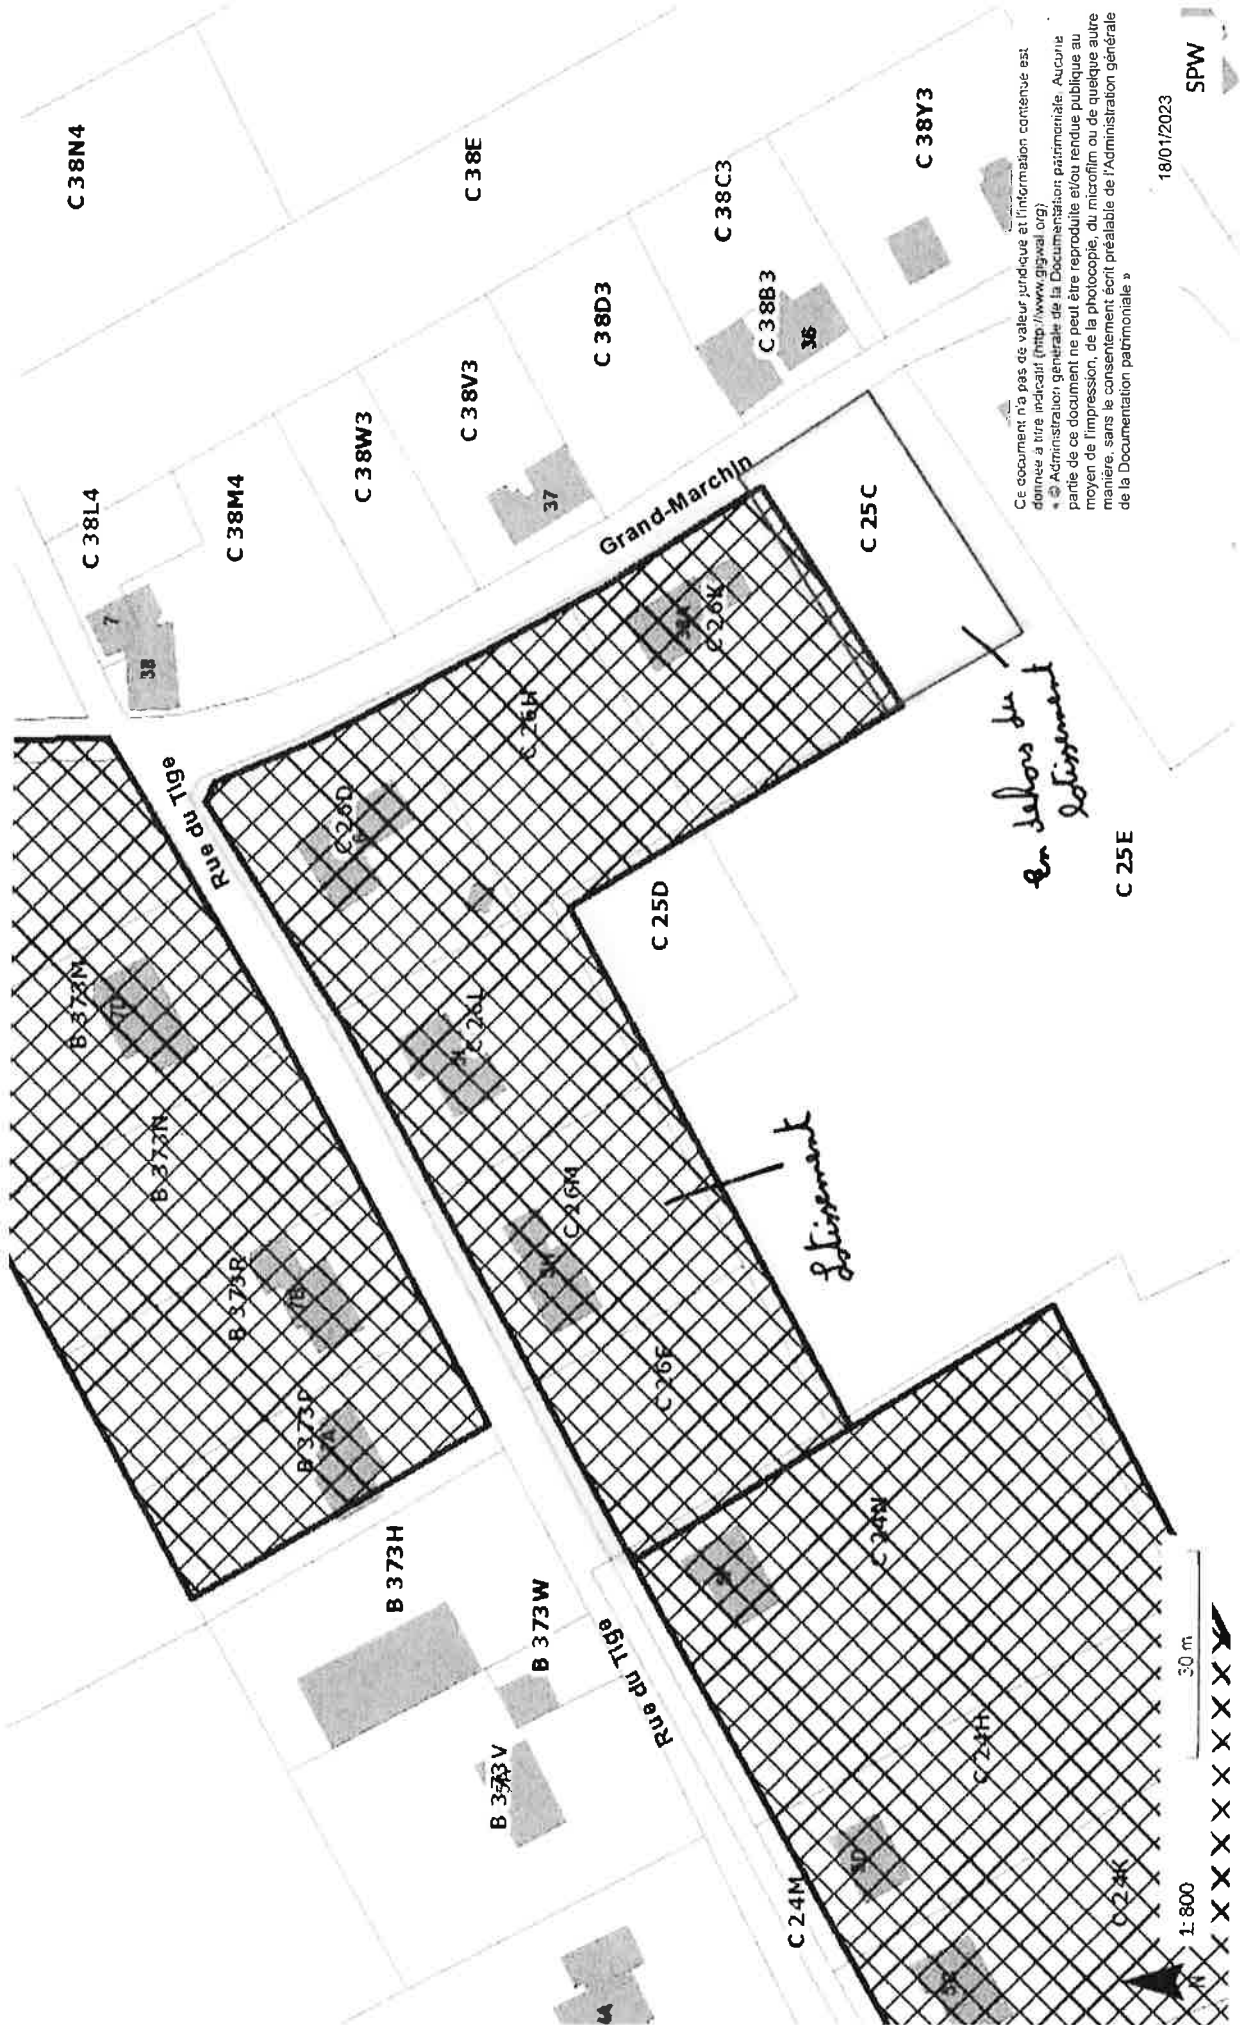 C 38N4
C 38E
C 38C3
C 38Y3
C 38D3
C 38B3
36
C 38V3
C 38W3
C 38L4
C 38M4
7
3B
37
Grand-Marchin
C 25C
C 26K
C 26H
C 26D
Rue du Tige
C 25D
En dehors du
lotissement
C 25E
B 373M
7D
C 26L
B 373N
C 26M
Lotissement
B 373R
7B
C 26F
B 373P
7A
B 373H
B 373W
B 373V
Rue du Tige
C 24N
C 24H
C 24M
5D
C 24K
N
1: 800
30 m
Ce document n'a pas de valeur juridique et l'information contenue est
donnée à titre indicatif (http://www.gigwal.org)
« © Administration générale de la Documentation patrimoniale. Aucune
partie de ce document ne peut être reproduite et/ou rendue publique au
moyen de l'impression, de la photocopie, du microfilm ou de quelque autre
manière, sans le consentement écrit préalable de l'Administration générale
de la Documentation patrimoniale »
18/01/2023
SPW